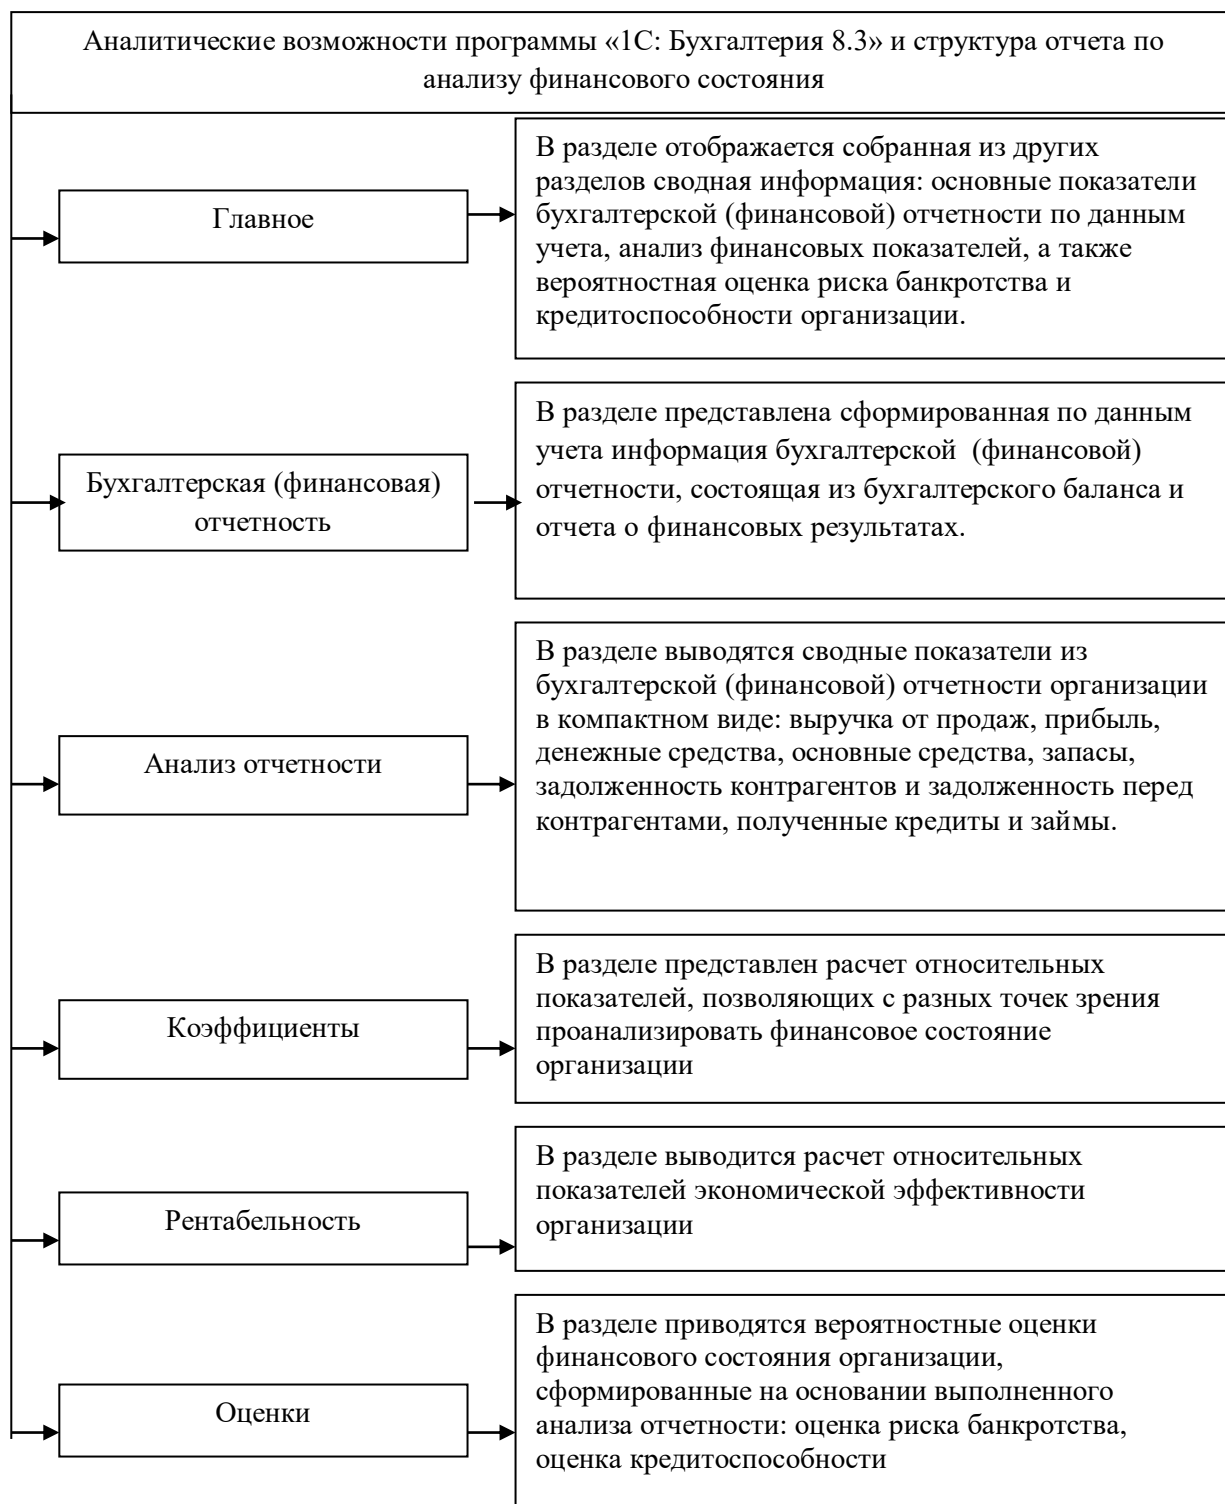 Аналитические возможности программы «1С: Бухгалтерия 8.3» и структура отчета по
анализу финансового состояния
Главное
В разделе отображается собранная из других
разделов сводная информация: основные показатели
бухгалтерской (финансовой) отчетности по данным
учета, анализ финансовых показателей, а также
вероятностная оценка риска банкротства и
кредитоспособности организации.
Бухгалтерская (финансовая)
отчетность
В разделе представлена сформированная по данным
учета информация бухгалтерской (финансовой)
отчетности, состоящая из бухгалтерского баланса и
отчета о финансовых результатах.
Анализ отчетности
В разделе выводятся сводные показатели из
бухгалтерской (финансовой) отчетности организации
в компактном виде: выручка от продаж, прибыль,
денежные средства, основные средства, запасы,
задолженность контрагентов и задолженность перед
контрагентами, полученные кредиты и займы.
Коэффициенты
В разделе представлен расчет относительных
показателей, позволяющих с разных точек зрения
проанализировать финансовое состояние
организации
Рентабельность
В разделе выводится расчет относительных
показателей экономической эффективности
организации
Оценки
В разделе приводятся вероятностные оценки
финансового состояния организации,
сформированные на основании выполненного
анализа отчетности: оценка риска банкротства,
оценка кредитоспособности